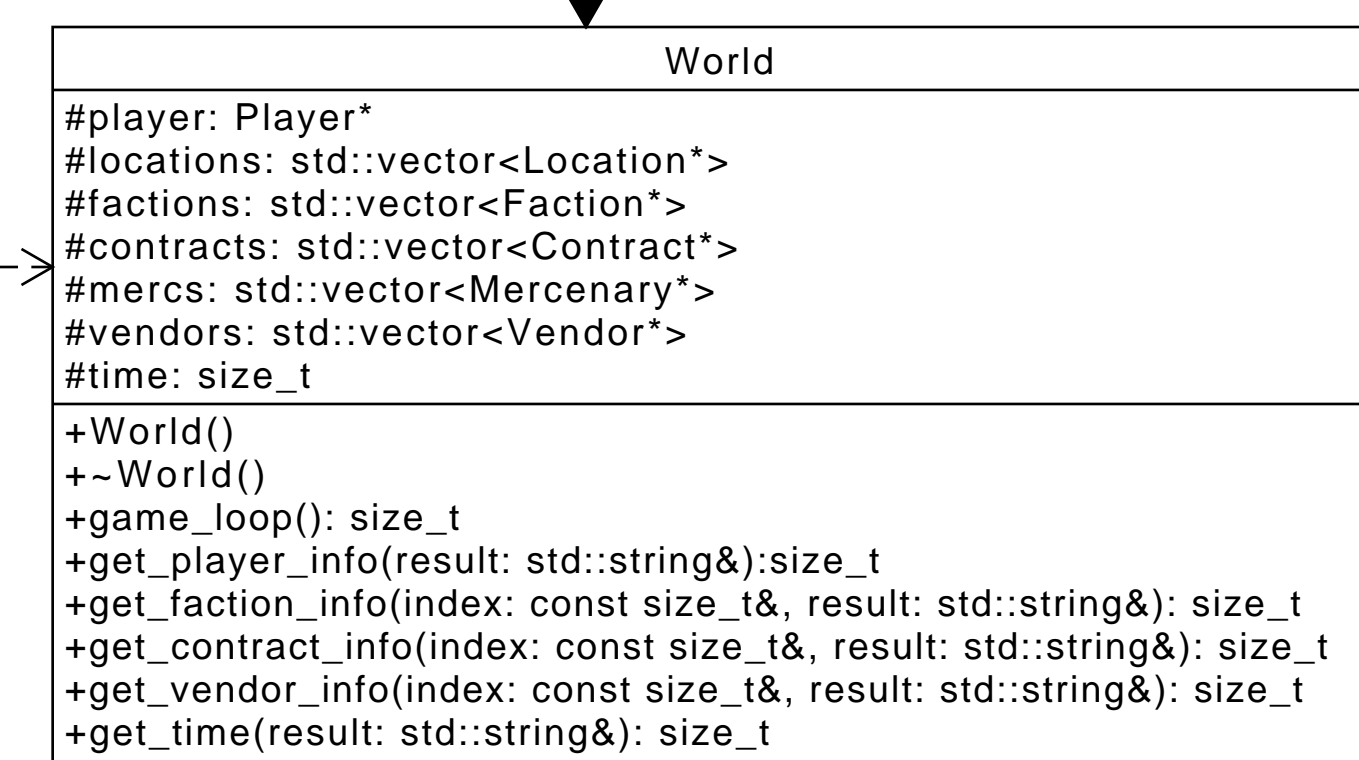 World
#player: Player*
#locations: std::vector<Location*>
#factions: std::vector<Faction*>
#contracts: std::vector<Contract*>
#mercs: std::vector<Mercenary*>
#vendors: std::vector<Vendor*>
#time: size_t
+World()
+~World()
+game_loop(): size_t
+get_player_info(result: std::string&):size_t
+get_faction_info(index: const size_t&, result: std::string&): size_t
+get_contract_info(index: const size_t&, result: std::string&): size_t
+get_vendor_info(index: const size_t&, result: std::string&): size_t
+get_time(result: std::string&): size_t